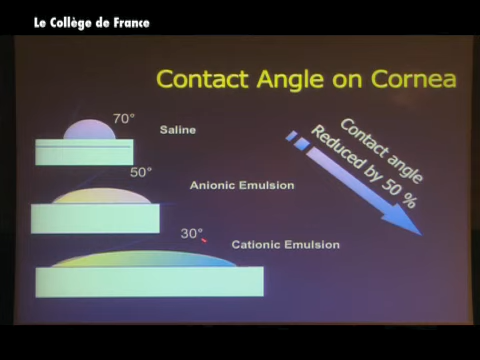 Le Collège de France
Contact Angle on Cornea
70°
Saline
50°
Anionic Emulsion
30°
Cationic Emulsion
Contact angle
Reduced by 50 %